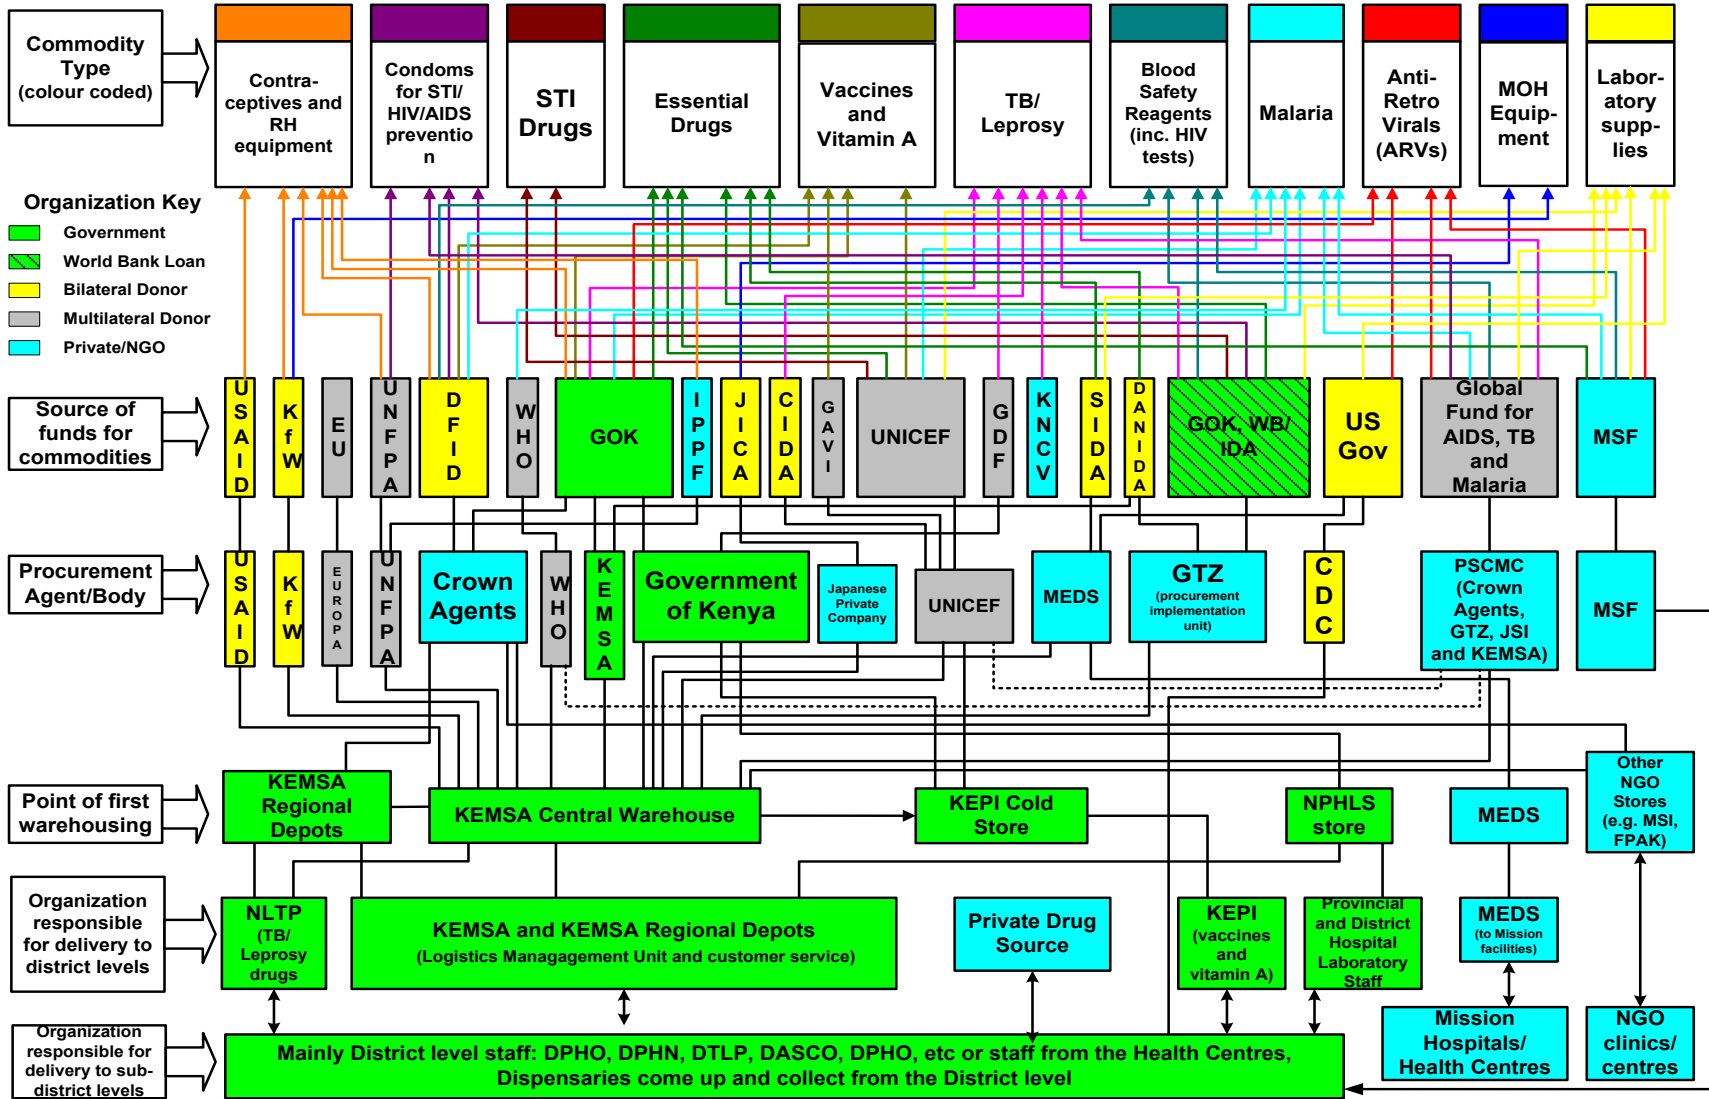 Commodity
Type
(colour coded)
Contra-
ceptives and
RH
equipment
Condoms
for STI/
HIV/AIDS
preventio
n
STI
Drugs
Essential
Drugs
Vaccines
and
Vitamin A
TB/
Leprosy
Blood
Safety
Reagents
(inc. HIV
tests)
Malaria
Anti-
Retro
Virals
(ARVs)
MOH
Equip-
ment
Labor-
atory
supp-
lies
Organization Key
Government
World Bank Loan
Bilateral Donor
Multilateral Donor
Private/NGO
Source of
funds for
commodities
USAID
KfW
EU
UNFPA
DFID
WHO
GOK
IPPF
JICA
CIDA
GAVI
UNICEF
GDF
KNCV
SIDA
DANIDA
GOK, WB/
IDA
US
Gov
Global
Fund for
AIDS, TB
and
Malaria
MSF
Procurement
Agent/Body
USAID
KfW
EUROPA
UNFPA
Crown
Agents
WHO
KEMSA
Government
of Kenya
Japanese
Private
Company
UNICEF
MEDS
GTZ
(procurement
implementation
unit)
CDC
PSCMC
(Crown
Agents,
GTZ, JSI
and KEMSA)
MSF
Point of first
warehousing
KEMSA
Regional
Depots
KEMSA Central Warehouse
KEPI Cold
Store
NPHLS
store
MEDS
Other
NGO
Stores
(e.g. MSI,
FPAK)
Organization
responsible
for delivery to
district levels
NLTP
(TB/
Leprosy
drugs
KEMSA and KEMSA Regional Depots
(Logistics Managagement Unit and customer service)
Private Drug
Source
KEPI
(vaccines
and
vitamin A)
Provincial
and District
Hospital
Laboratory
Staff
MEDS
(to Mission
facilities)
Organization
responsible for
delivery to sub-
district levels
Mainly District level staff: DPHO, DPHN, DTLP, DASCO, DPHO, etc or staff from the Health Centres,
Dispensaries come up and collect from the District level
Mission
Hospitals/
Health Centres
NGO
clinics/
centres